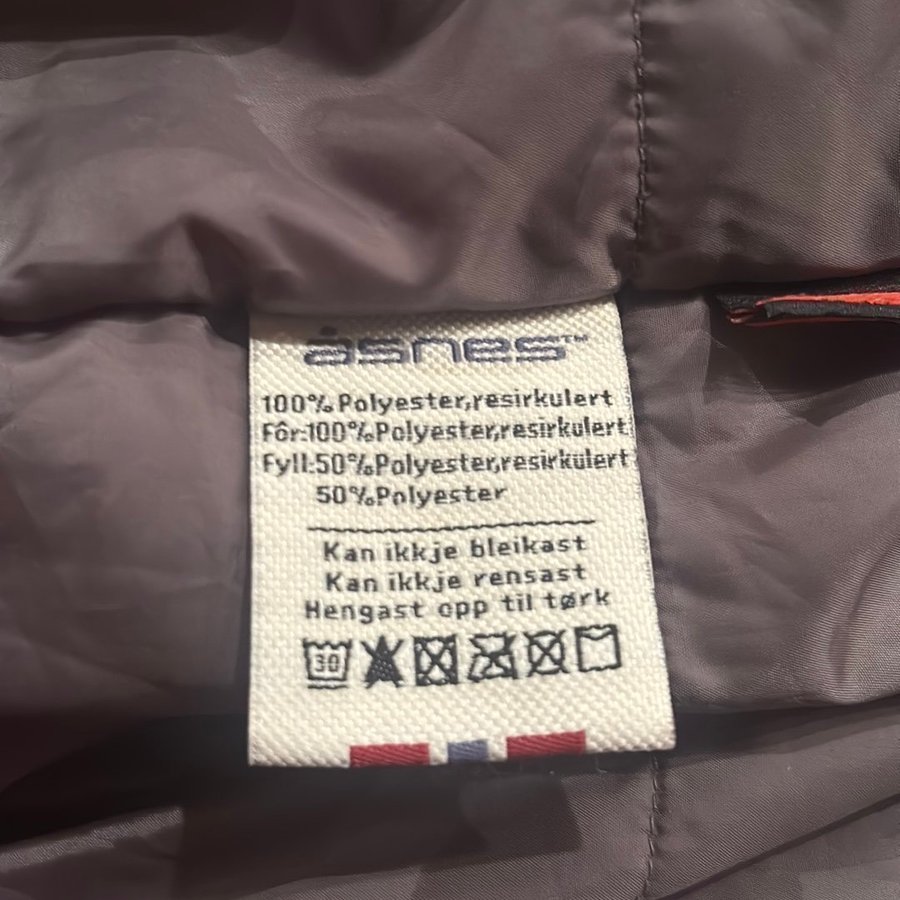 åsnes™
100%Polyester,resirkulert
Fôr:100%Polyester,resirkulert
Fyll:50%Polyester,resirkulert
50%Polyester
Kan ikkje bleikast
Kan ikkje rensast
Hengast opp til tørk
30